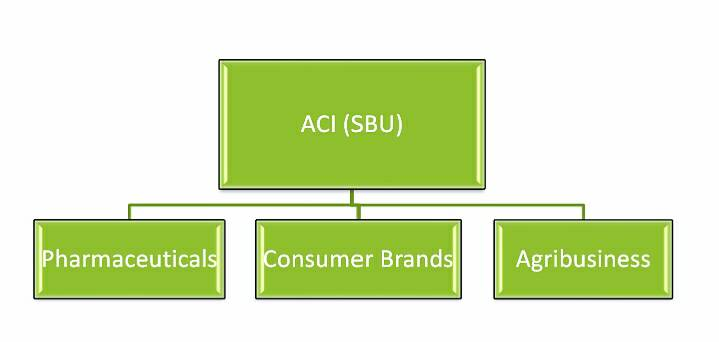 ACI (SBU)
Pharmaceuticals
Consumer Brands
Agribusiness